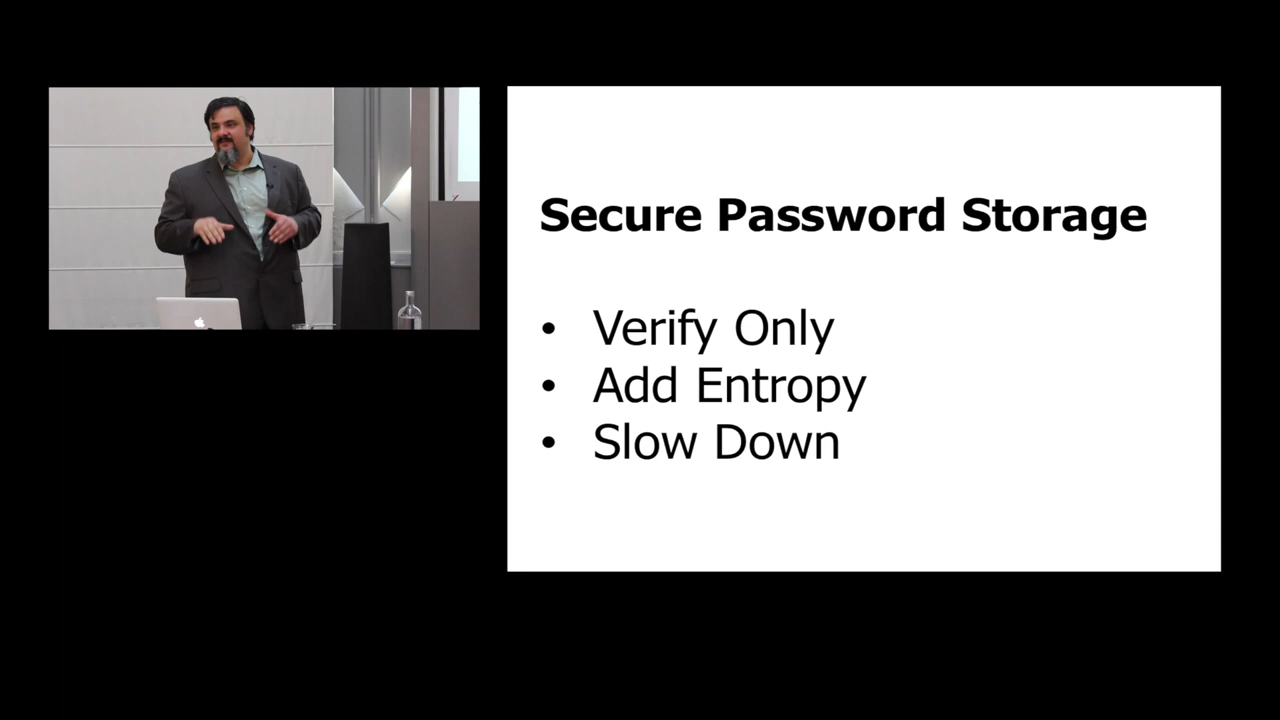 Secure Password Storage
• Verify Only
• Add Entropy
• Slow Down